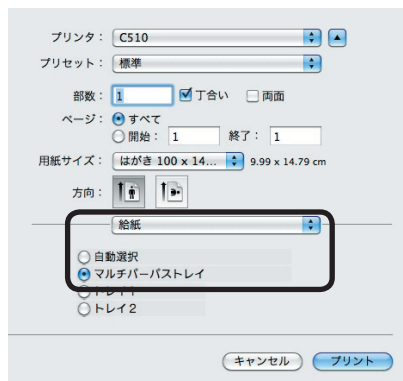 プリンタ： C510
プリセット： 標準
部数： 1 丁合い 両面
ページ： すべて
開始： 1 終了： 1
用紙サイズ： はがき 100 x 14... 9.99 x 14.79 cm
方向：
給紙
自動選択
マルチパーパストレイ
トレイ1
トレイ2
キャンセル プリント